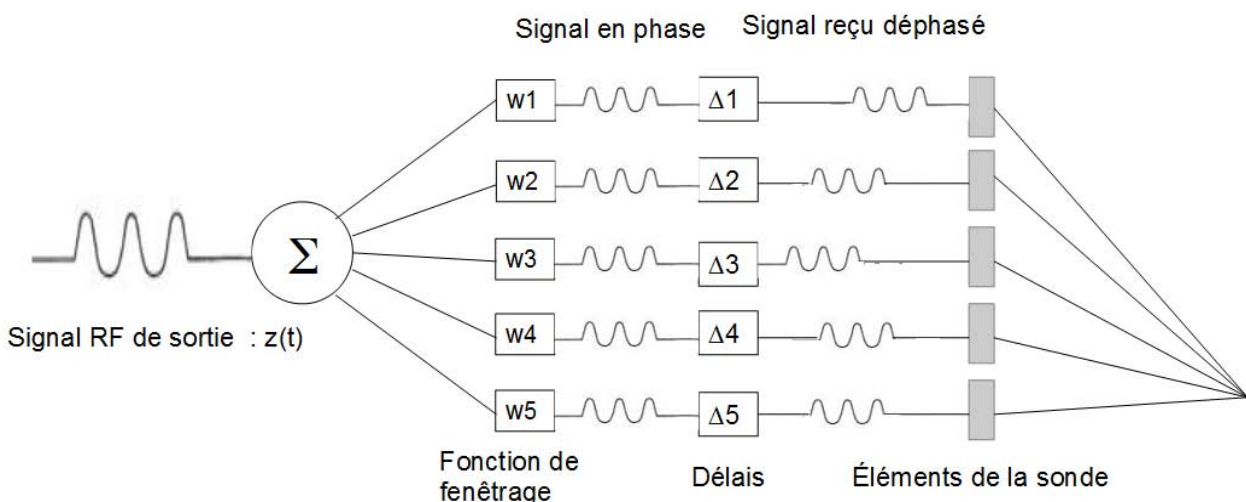 Signal en phase
Signal reçu déphasé
w1
Δ1
w2
Δ2
Σ
w3
Δ3
Signal RF de sortie : z(t)
w4
Δ4
w5
Δ5
Fonction de
fenêtrage
Délais
Éléments de la sonde